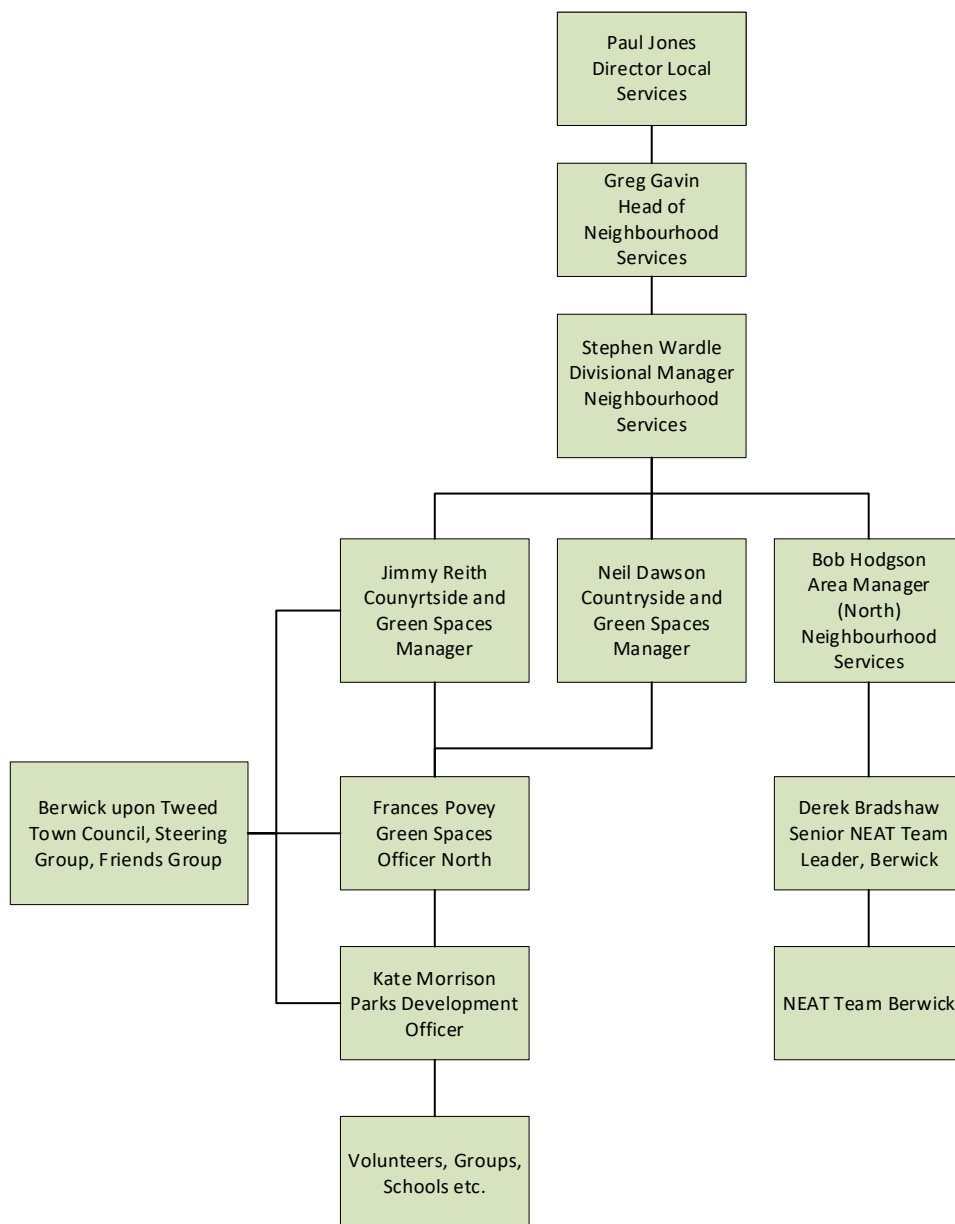 Paul Jones
Director Local
Services
Greg Gavin
Head of
Neighbourhood
Services
Stephen Wardle
Divisional Manager
Neighbourhood
Services
Jimmy Reith
Counyrtside and
Green Spaces
Manager
Neil Dawson
Countryside and
Green Spaces
Manager
Bob Hodgson
Area Manager
(North)
Neighbourhood
Services
Berwick upon Tweed
Town Council, Steering
Group, Friends Group
Frances Povey
Green Spaces
Officer North
Derek Bradshaw
Senior NEAT Team
Leader, Berwick
Kate Morrison
Parks Development
Officer
NEAT Team Berwick
Volunteers, Groups,
Schools etc.